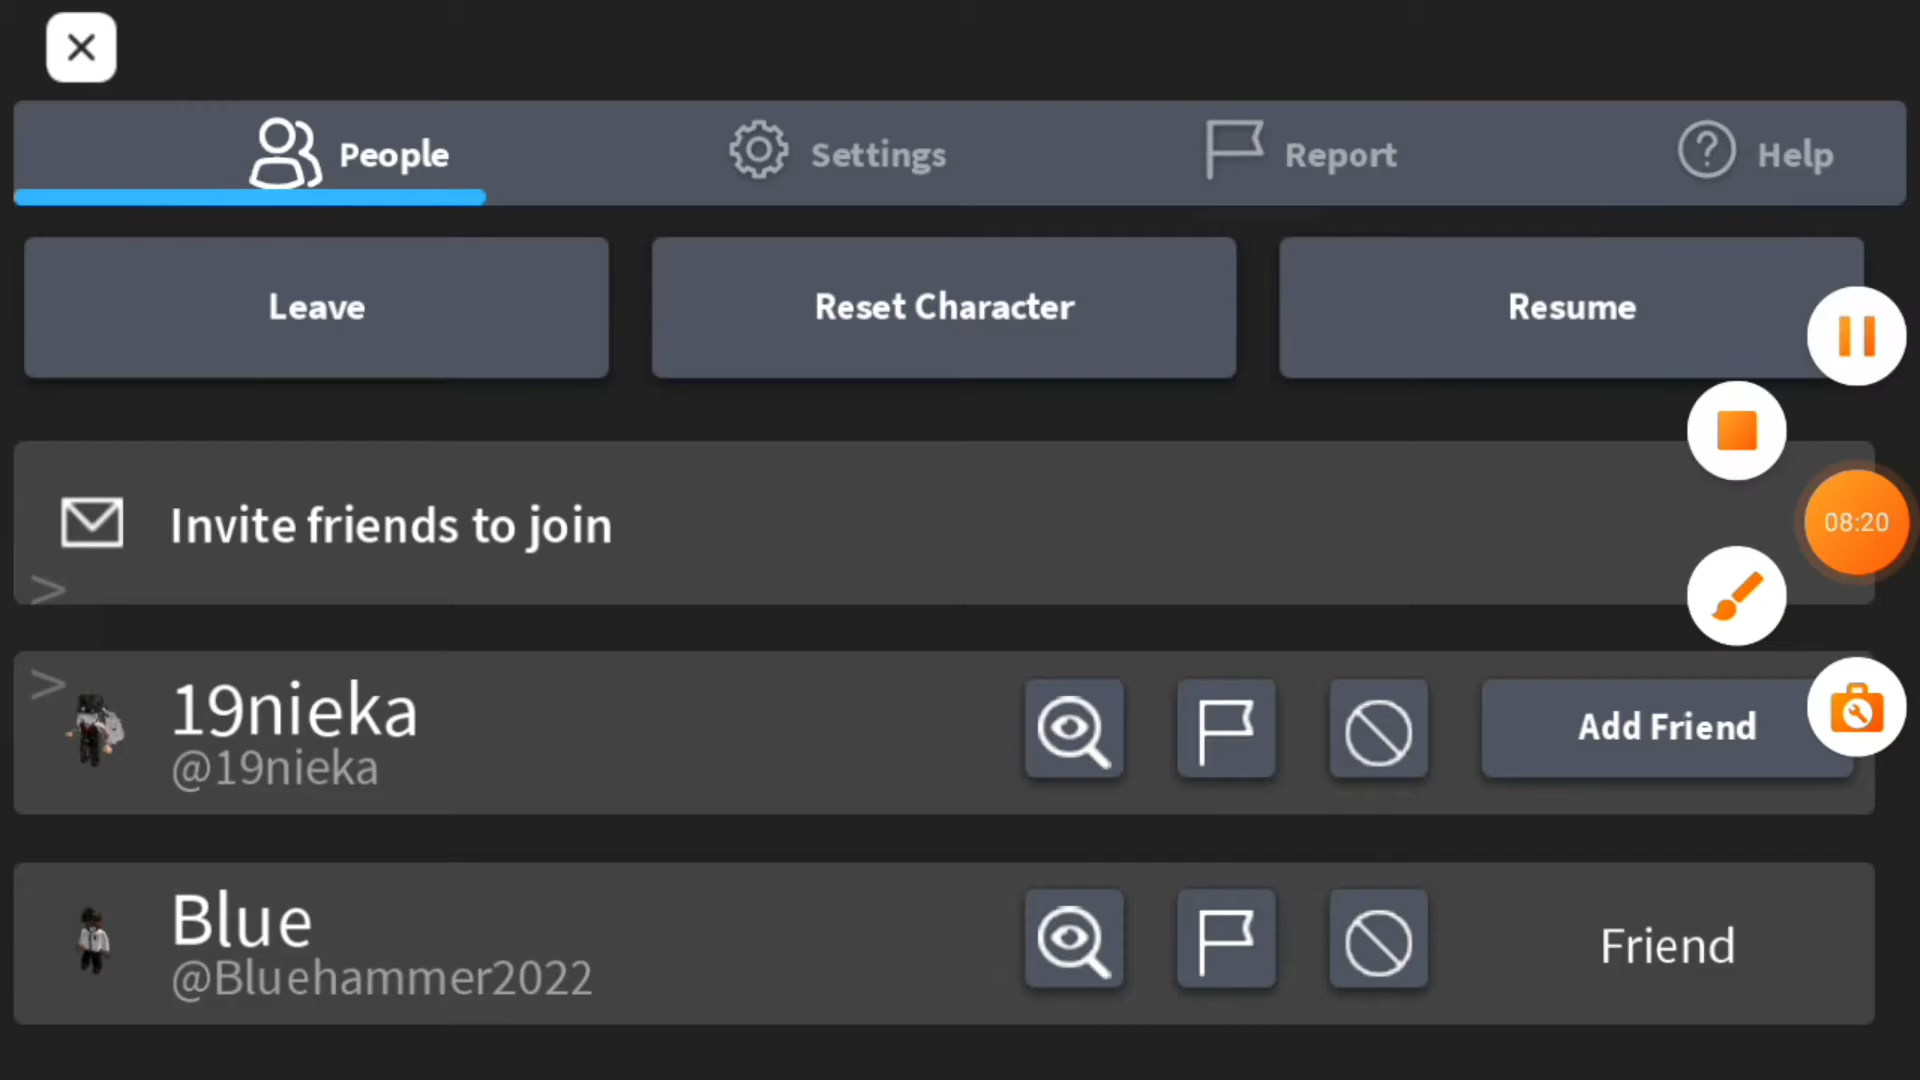 People
Settings
Report
Help
Leave
Reset Character
Resume
Invite friends to join
08:20
>
>
19nieka
@19nieka
Add Friend
Blue
@Bluehammer2022
Friend